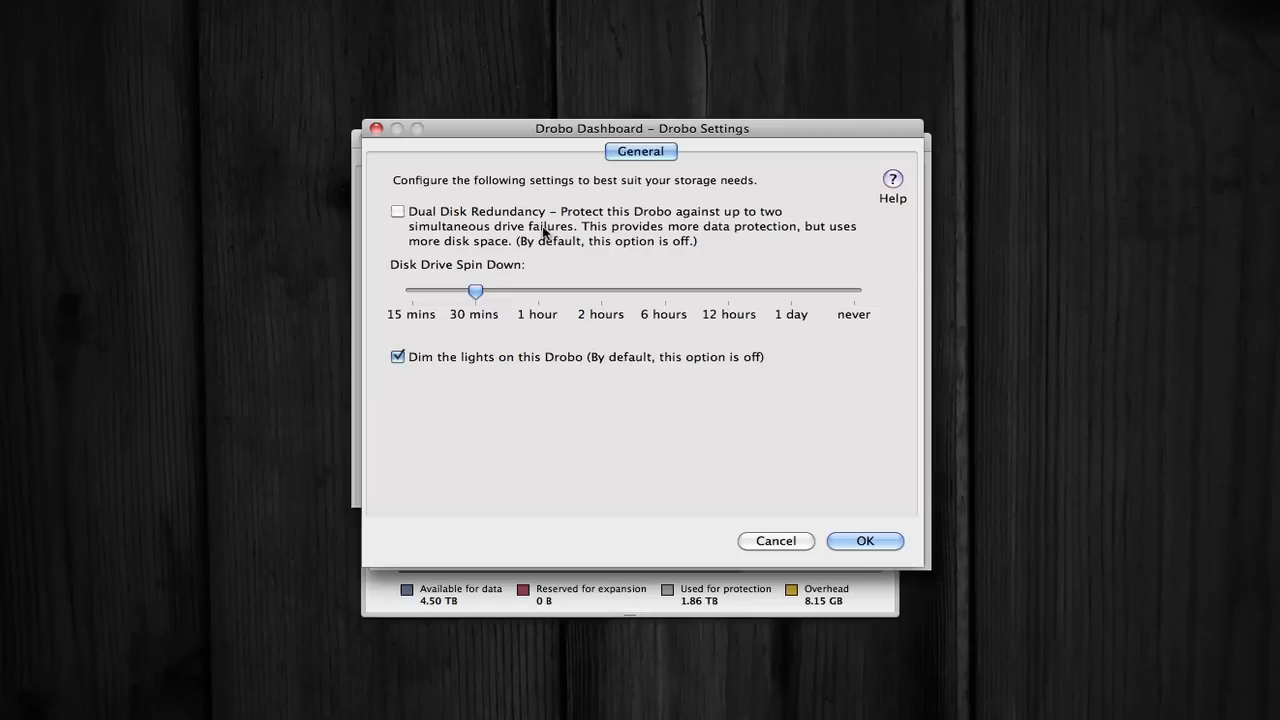 Drobo Dashboard – Drobo Settings
General
Configure the following settings to best suit your storage needs.
?
Help
Dual Disk Redundancy – Protect this Drobo against up to two
simultaneous drive failures. This provides more data protection, but uses
more disk space. (By default, this option is off.)
Disk Drive Spin Down:
15 mins 30 mins 1 hour 2 hours 6 hours 12 hours 1 day never
Dim the lights on this Drobo (By default, this option is off)
Cancel OK
Available for data Reserved for expansion Used for protection Overhead
4.50 TB 0 B 1.86 TB 8.15 GB